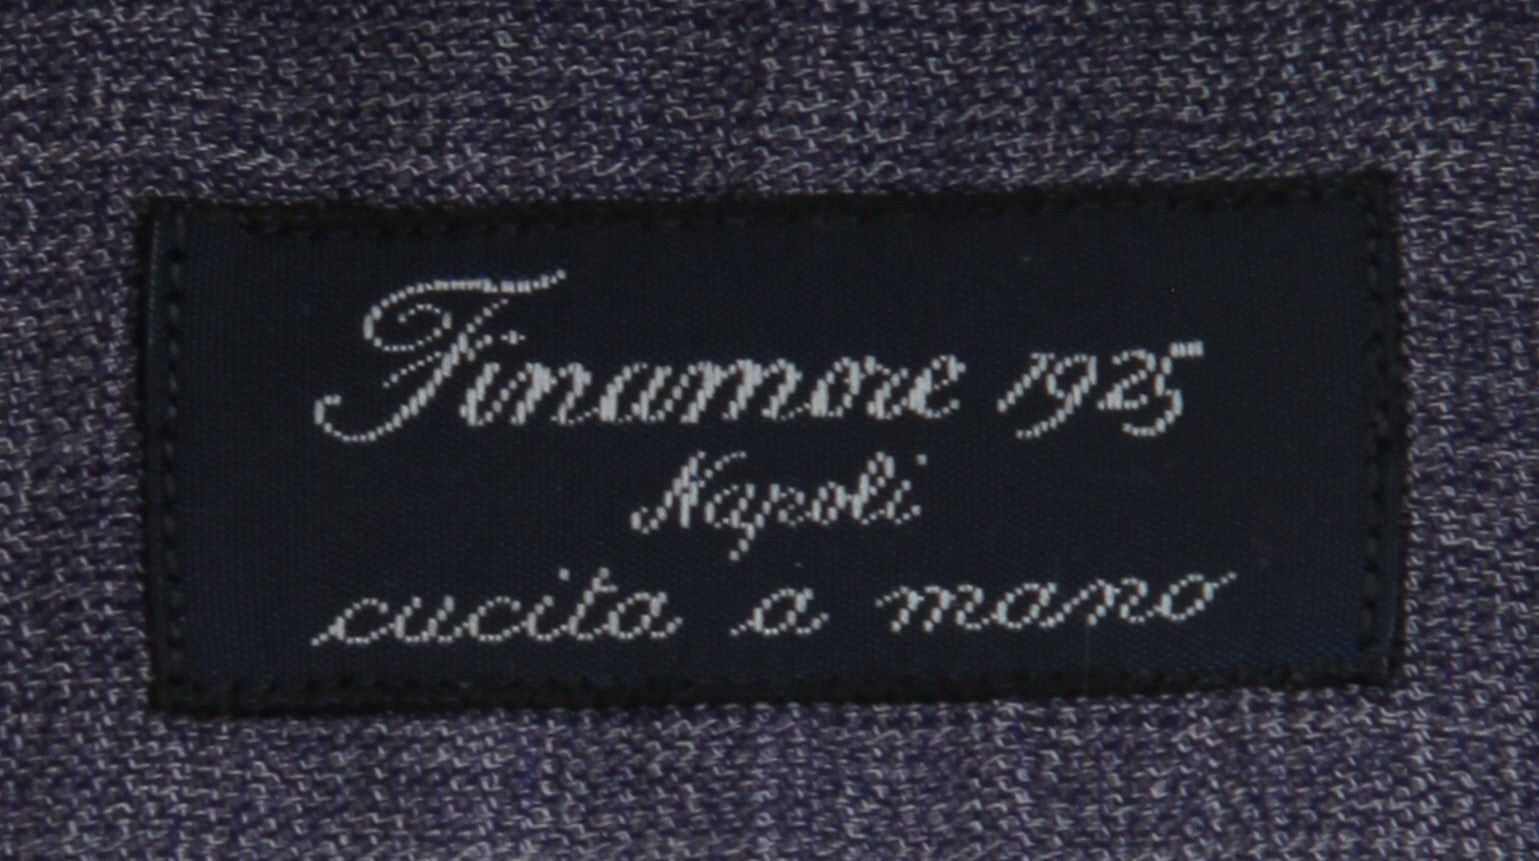 Finamore 1925
Napoli
cucita a mano